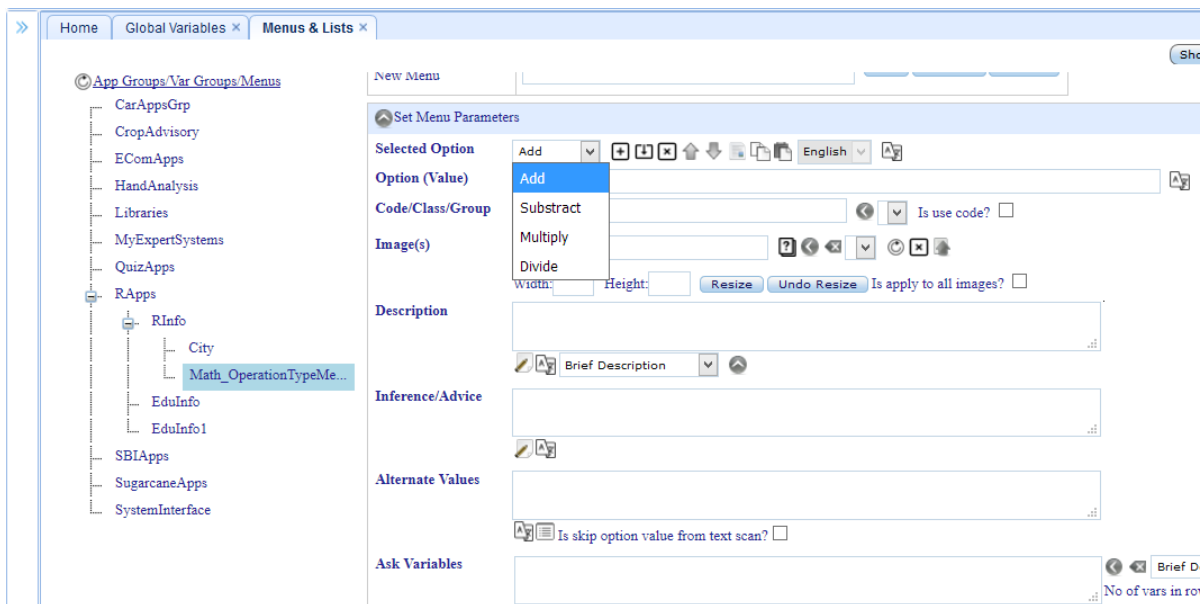 Home Global Variables × Menus & Lists ×
App Groups/Var Groups/Menus
CarAppsGrp
CropAdvisory
EComApps
HandAnalysis
Libraries
MyExpertSystems
QuizApps
RApps
RInfo
City
Math_OperationTypeMe...
EduInfo
EduInfo1
SBIApps
SugarcaneApps
SystemInterface
Sho
New Menu
Set Menu Parameters
Selected Option Add English
Add
Substract
Multiply
Divide
Option (Value)
Code/Class/Group Is use code?
Image(s)
Width: Height: Resize Undo Resize Is apply to all images?
Description
Brief Description
Inference/Advice
Alternate Values
Is skip option value from text scan?
Ask Variables Brief D
No of vars in rov